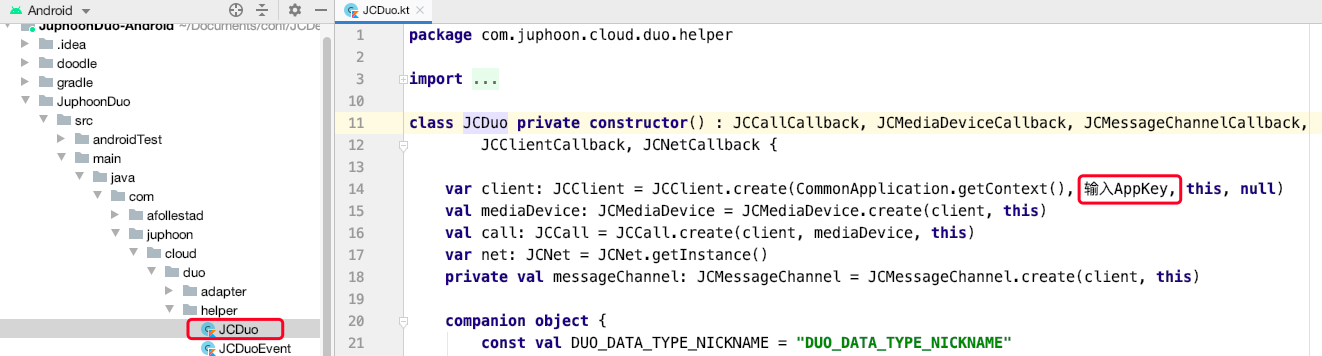 Android
JCDuo.kt
JuphoonDuo-Android ~/Documents/conf/JCDe
.idea
doodle
gradle
JuphoonDuo
src
androidTest
main
java
com
afollestad
juphoon
cloud
duo
adapter
helper
JCDuo
JCDuoEvent
1 package com.juphoon.cloud.duo.helper
2
3 import ...
10
11 class JCDuo private constructor() : JCCallCallback, JCMediaDeviceCallback, JCMessageChannelCallback,
12 JCClientCallback, JCNetCallback {
13
14 var client: JCClient = JCClient.create(CommonApplication.getContext(), 输入AppKey, this, null)
15 val mediaDevice: JCMediaDevice = JCMediaDevice.create(client, this)
16 val call: JCCall = JCCall.create(client, mediaDevice, this)
17 var net: JCNet = JCNet.getInstance()
18 private val messageChannel: JCMessageChannel = JCMessageChannel.create(client, this)
19
20 companion object {
21 const val DUO_DATA_TYPE_NICKNAME = "DUO_DATA_TYPE_NICKNAME"